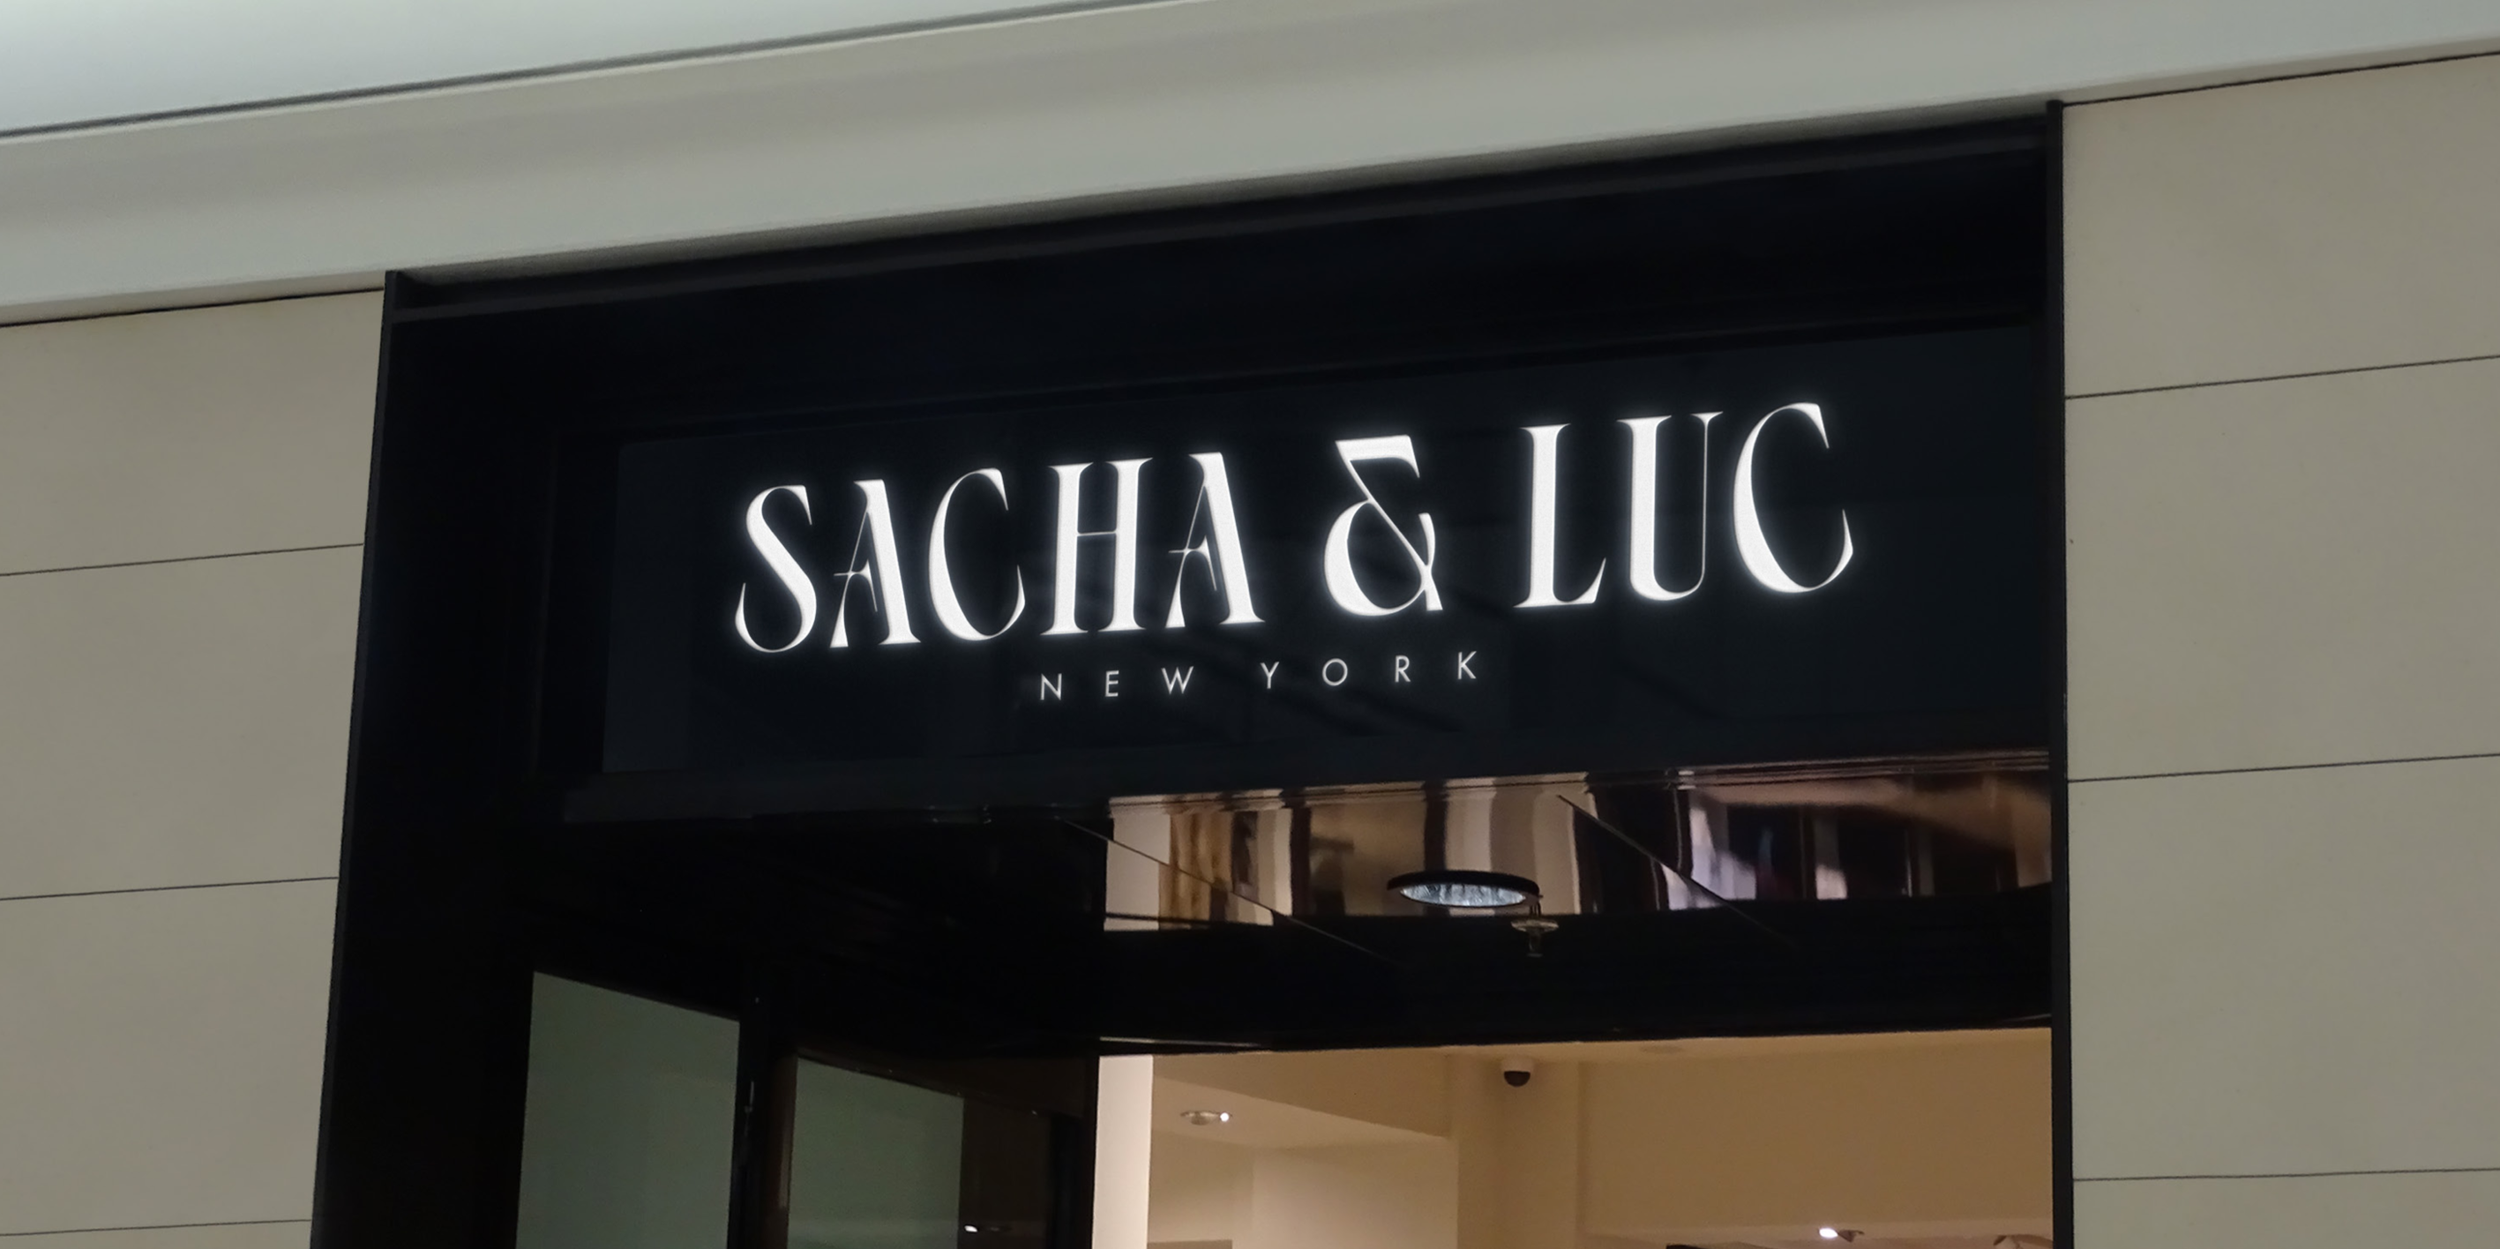 SACHA & LUC
NEW YORK